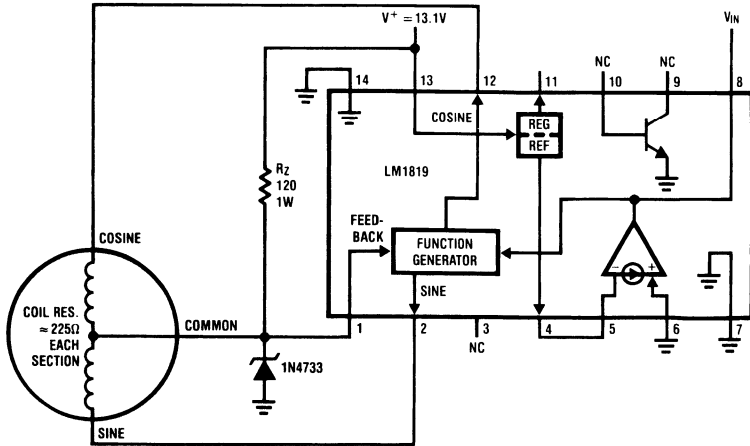 V+ = 13.1V
VIN
NC
NC
14
13
12
11
10
9
8
COSINE
REG
REF
LM1819
RZ
120
1W
FEED-
BACK
FUNCTION
GENERATOR
COSINE
SINE
COIL RES.
≈ 225Ω
EACH
SECTION
COMMON
- +
1
2
3
4
5
6
7
NC
1N4733
SINE